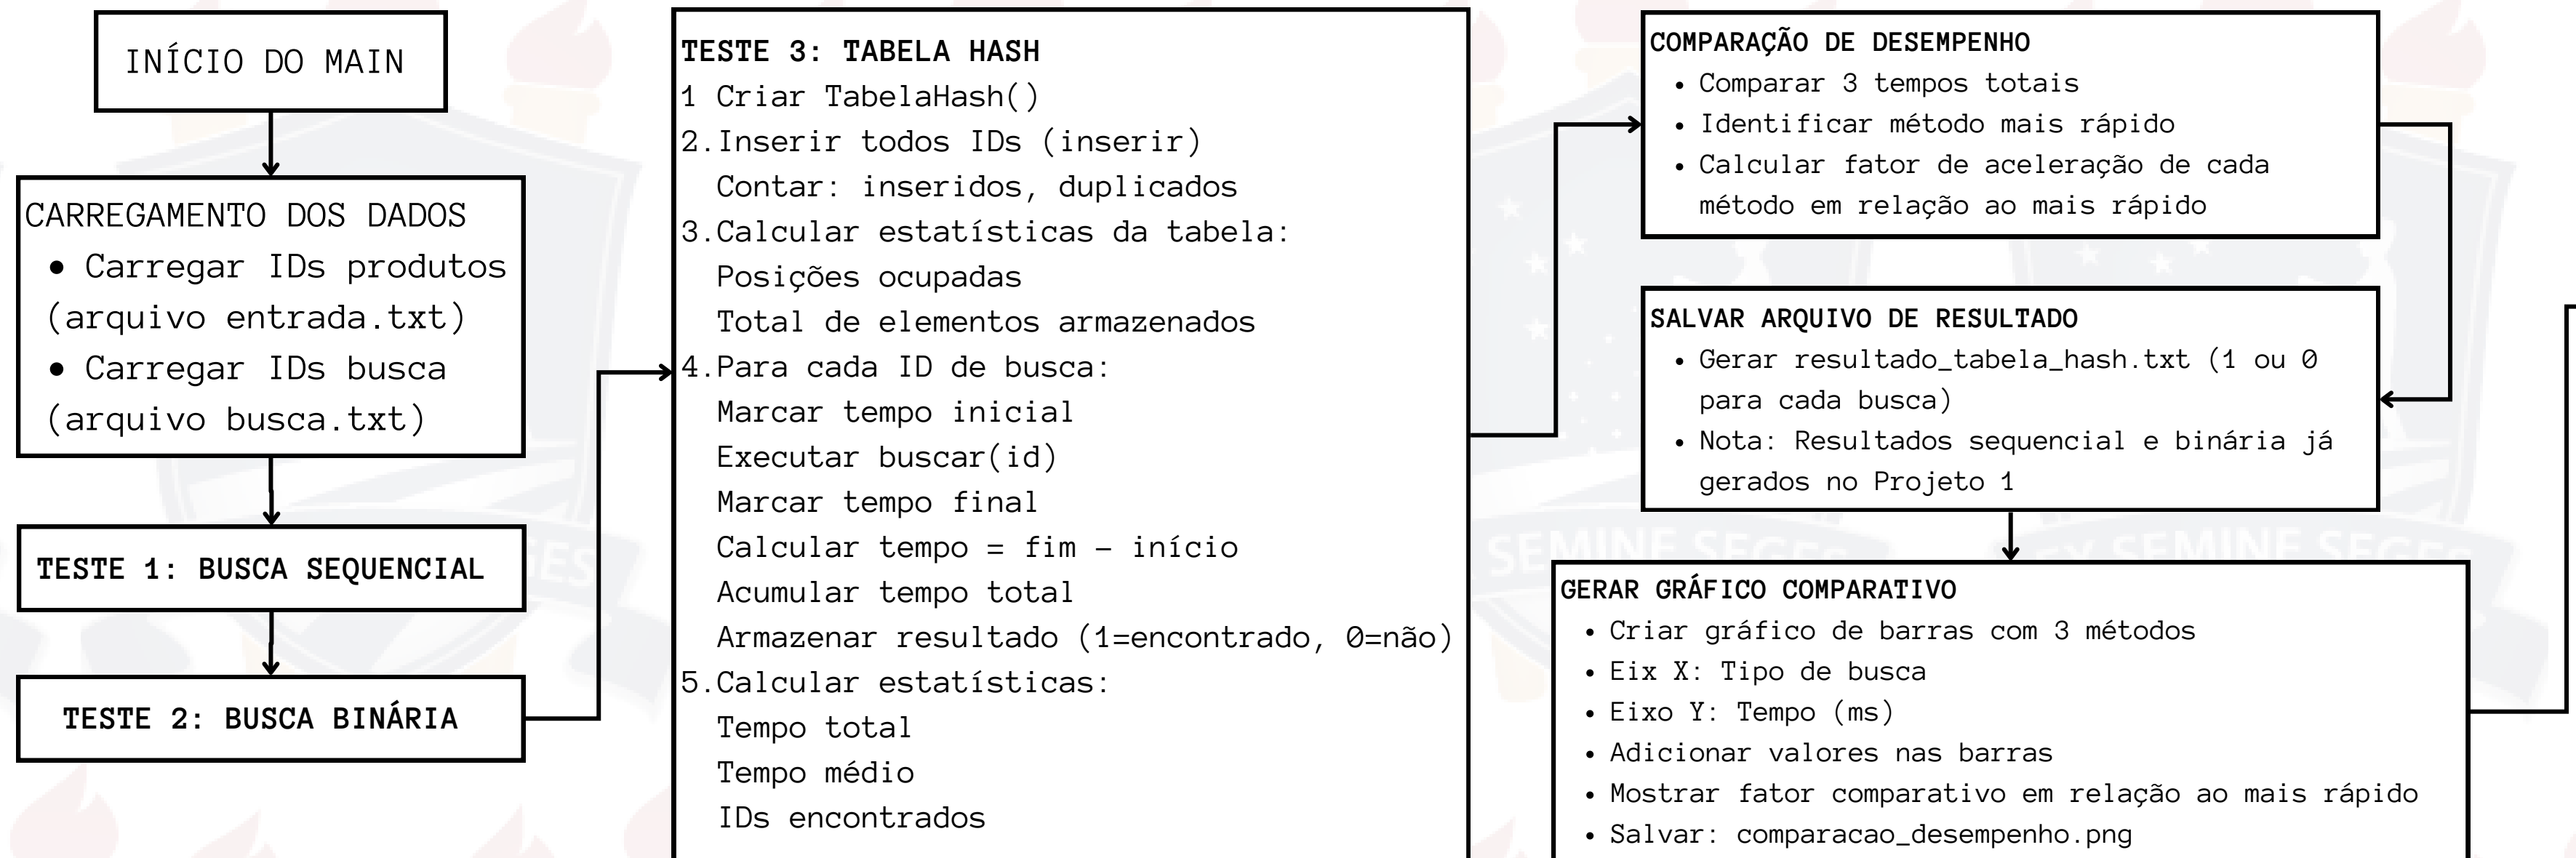 INÍCIO DO MAIN
CARREGAMENTO DOS DADOS
• Carregar IDs produtos
(arquivo entrada.txt)
• Carregar IDs busca
(arquivo busca.txt)
TESTE 1: BUSCA SEQUENCIAL
TESTE 2: BUSCA BINÁRIA
TESTE 3: TABELA HASH
1 Criar TabelaHash()
2.Inserir todos IDs (inserir)
Contar: inseridos, duplicados
3.Calcular estatísticas da tabela:
Posições ocupadas
Total de elementos armazenados
4.Para cada ID de busca:
Marcar tempo inicial
Executar buscar(id)
Marcar tempo final
Calcular tempo = fim − início
Acumular tempo total
Armazenar resultado (1=encontrado, 0=não)
5.Calcular estatísticas:
Tempo total
Tempo médio
IDs encontrados
COMPARAÇÃO DE DESEMPENHO
• Comparar 3 tempos totais
• Identificar método mais rápido
• Calcular fator de aceleração de cada
método em relação ao mais rápido
SALVAR ARQUIVO DE RESULTADO
• Gerar resultado_tabela_hash.txt (1 ou 0
para cada busca)
• Nota: Resultados sequencial e binária já
gerados no Projeto 1
GERAR GRÁFICO COMPARATIVO
• Criar gráfico de barras com 3 métodos
• Eix X: Tipo de busca
• Eixo Y: Tempo (ms)
• Adicionar valores nas barras
• Mostrar fator comparativo em relação ao mais rápido
• Salvar: comparacao_desempenho.png
SEMINE SEGES
EX SEMINE SEGES